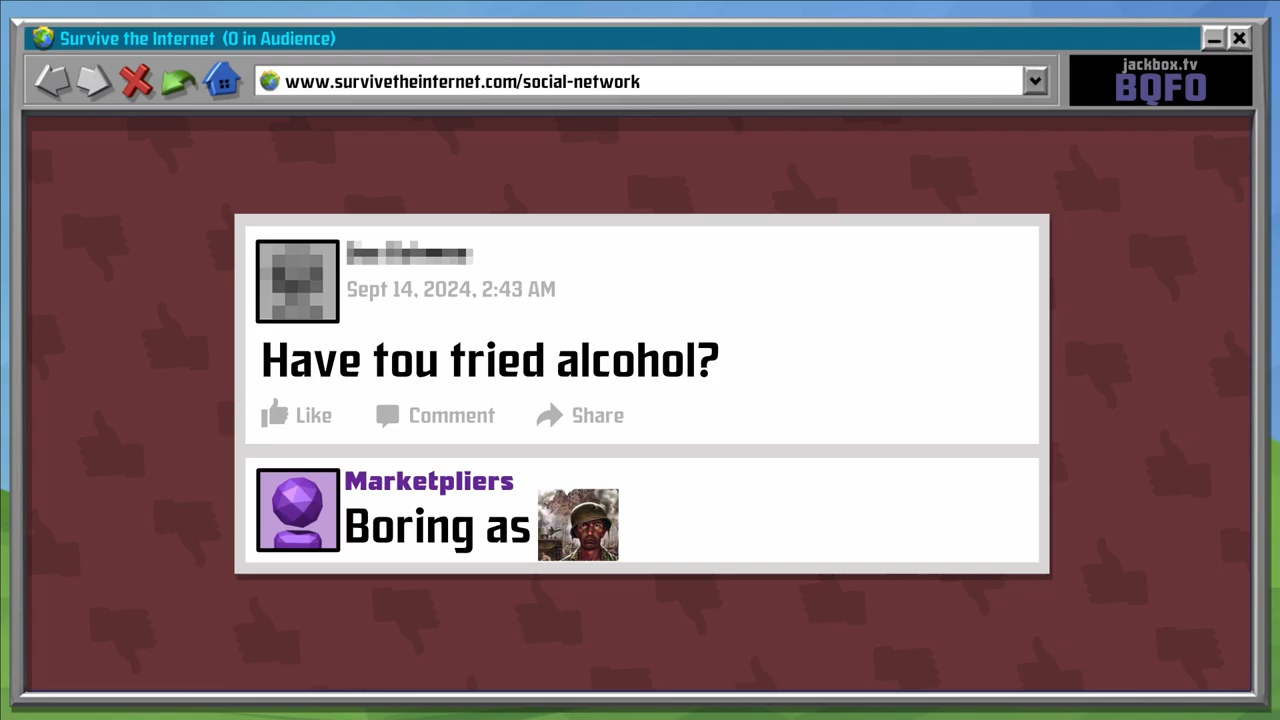 Survive the Internet (0 in Audience)
www.survivetheinternet.com/social-network
jackbox.tv
BQFO
Sept 14, 2024, 2:43 AM
Have tou tried alcohol?
Like Comment Share
Marketpliers
Boring as